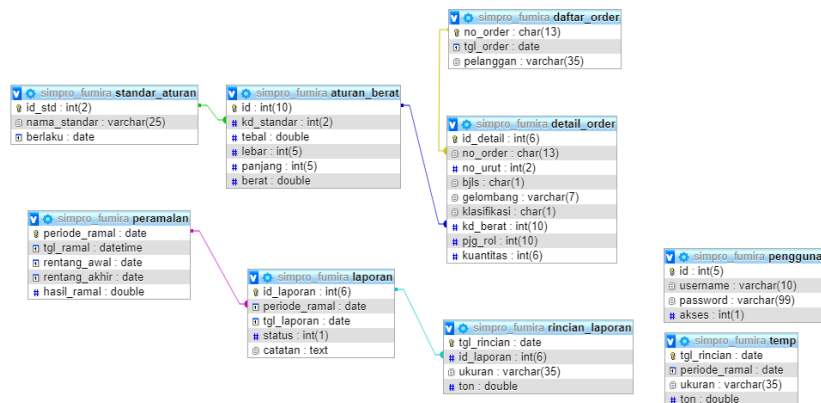 simpro_fumira daftar_order
no_order : char(13)
tgl_order : date
pelanggan : varchar(35)
simpro_fumira standar_aturan
id_std : int(2)
nama_standar : varchar(25)
berlaku : date
simpro_fumira aturan_berat
id : int(10)
kd_standar : int(2)
tebal : double
lebar : int(5)
panjang : int(5)
berat : double
simpro_fumira detail_order
id_detail : int(6)
no_order : char(13)
no_urut : int(2)
bjls : char(1)
gelombang : varchar(7)
klasifikasi : char(1)
kd_berat : int(10)
pjg_rol : int(10)
kuantitas : int(6)
simpro_fumira peramalan
periode_ramal : date
tgl_ramal : datetime
rentang_awal : date
rentang_akhir : date
hasil_ramal : double
simpro_fumira laporan
id_laporan : int(6)
periode_ramal : date
tgl_laporan : date
status : int(1)
catatan : text
simpro_fumira rincian_laporan
tgl_rincian : date
id_laporan : int(6)
ukuran : varchar(35)
ton : double
simpro_fumira pengguna
id : int(5)
username : varchar(10)
password : varchar(99)
akses : int(1)
simpro_fumira temp
tgl_rincian : date
periode_ramal : date
ukuran : varchar(35)
ton : double